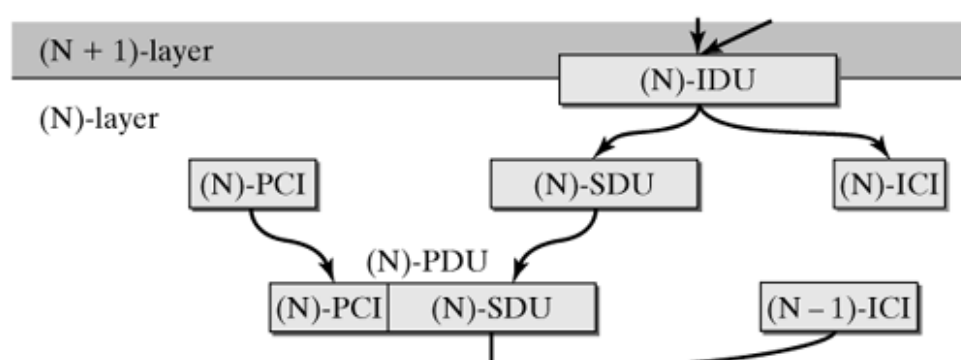 (N + 1)-layer
(N)-IDU
(N)-layer
(N)-PCI
(N)-SDU
(N)-ICI
(N)-PDU
(N)-PCI
(N)-SDU
(N – 1)-ICI